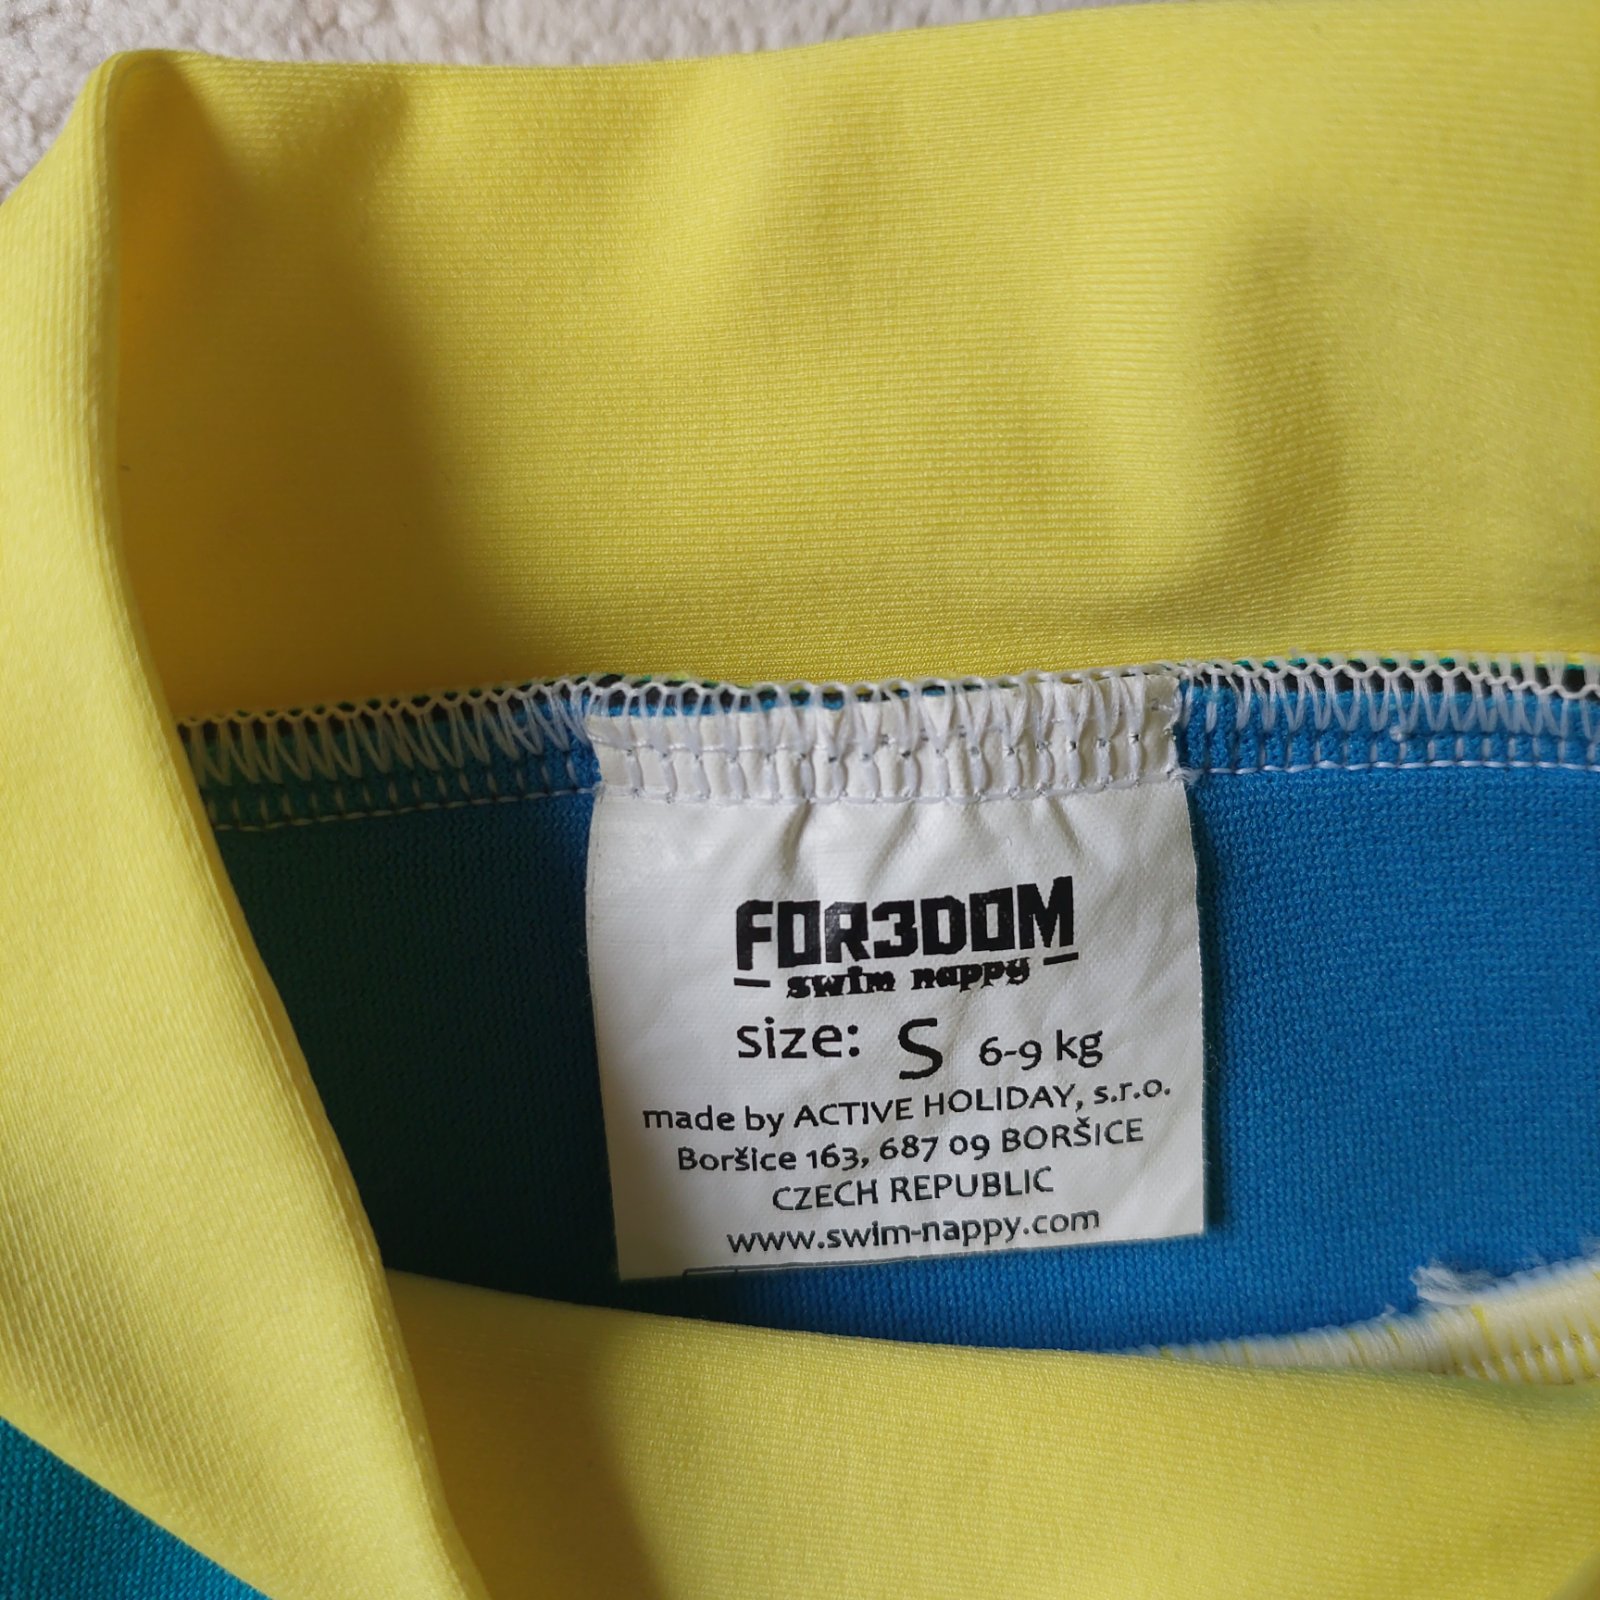 FOR3DOM
swim nappy
size: S 6-9 kg
made by ACTIVE HOLIDAY, s.r.o.
Boršice 163, 687 09 BORŠICE
CZECH REPUBLIC
www.swim-nappy.com